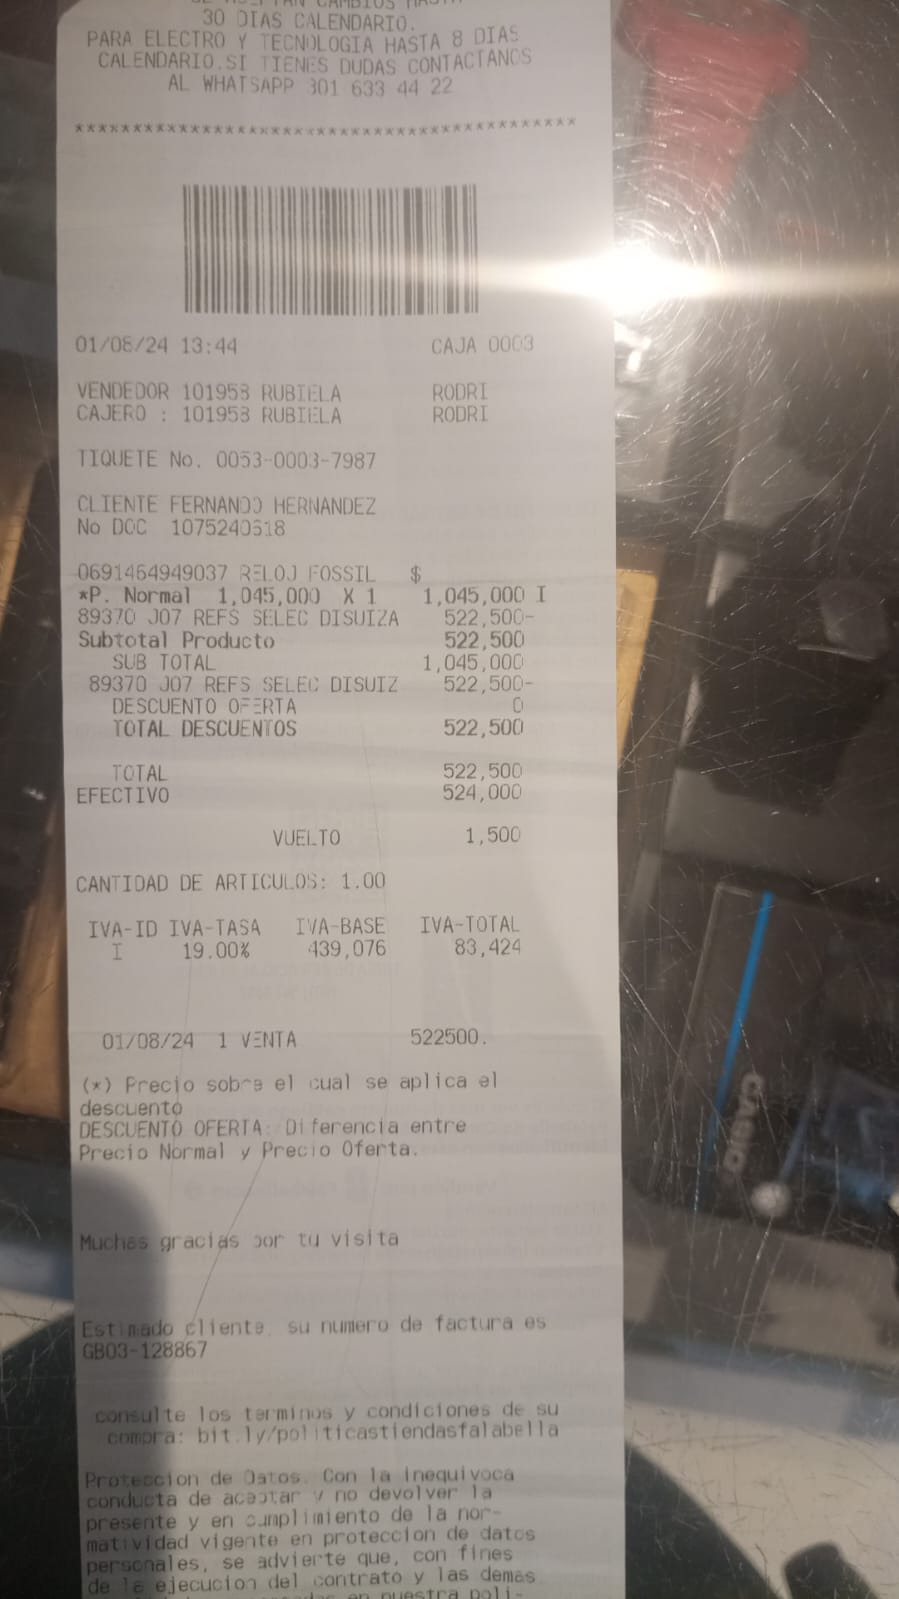 30 DIAS CALENDARIO.
PARA ELECTRO Y TECNOLOGIA HASTA 8 DIAS
CALENDARIO.SI TIENES DUDAS CONTACTANOS
AL WHATSAPP 301 633 44 22
*******************************************
01/08/24 13:44 CAJA 0003
VENDEDOR 101958 RUBIELA RODRI
CAJERO : 101958 RUBIELA RODRI
TIQUETE No. 0053-0003-7987
CLIENTE FERNANDO HERNANDEZ
No DOC 1075240518
0691464949037 RELOJ FOSSIL $
*P. Normal 1,045,000 X 1 1,045,000 I
89370 J07 REFS SELEC DISUIZA 522,500-
Subtotal Producto 522,500
SUB TOTAL 1,045,000
89370 J07 REFS SELEC DISUIZ 522,500-
DESCUENTO OFERTA 0
TOTAL DESCUENTOS 522,500
TOTAL 522,500
EFECTIVO 524,000
VUELTO 1,500
CANTIDAD DE ARTICULOS: 1.00
IVA-ID IVA-TASA IVA-BASE IVA-TOTAL
I 19.00% 439,076 83,424
01/08/24 1 VENTA 522500.
(*) Precio sobre el cual se aplica el
descuento
DESCUENTO OFERTA: Diferencia entre
Precio Normal y Precio Oferta.
Muchas gracias por tu visita
Estimado cliente, su numero de factura es
GB03-128867
consulte los terminos y condiciones de su
compra: bit.ly/politicastiendasfalabella
Proteccion de Datos. Con la inequivoca
conducta de aceptar y no devolver la
presente y en cumplimiento de la nor-
matividad vigente en proteccion de datos
personales, se advierte que, con fines
de la ejecucion del contrato y las demas
en nuestra poli-
CASIO